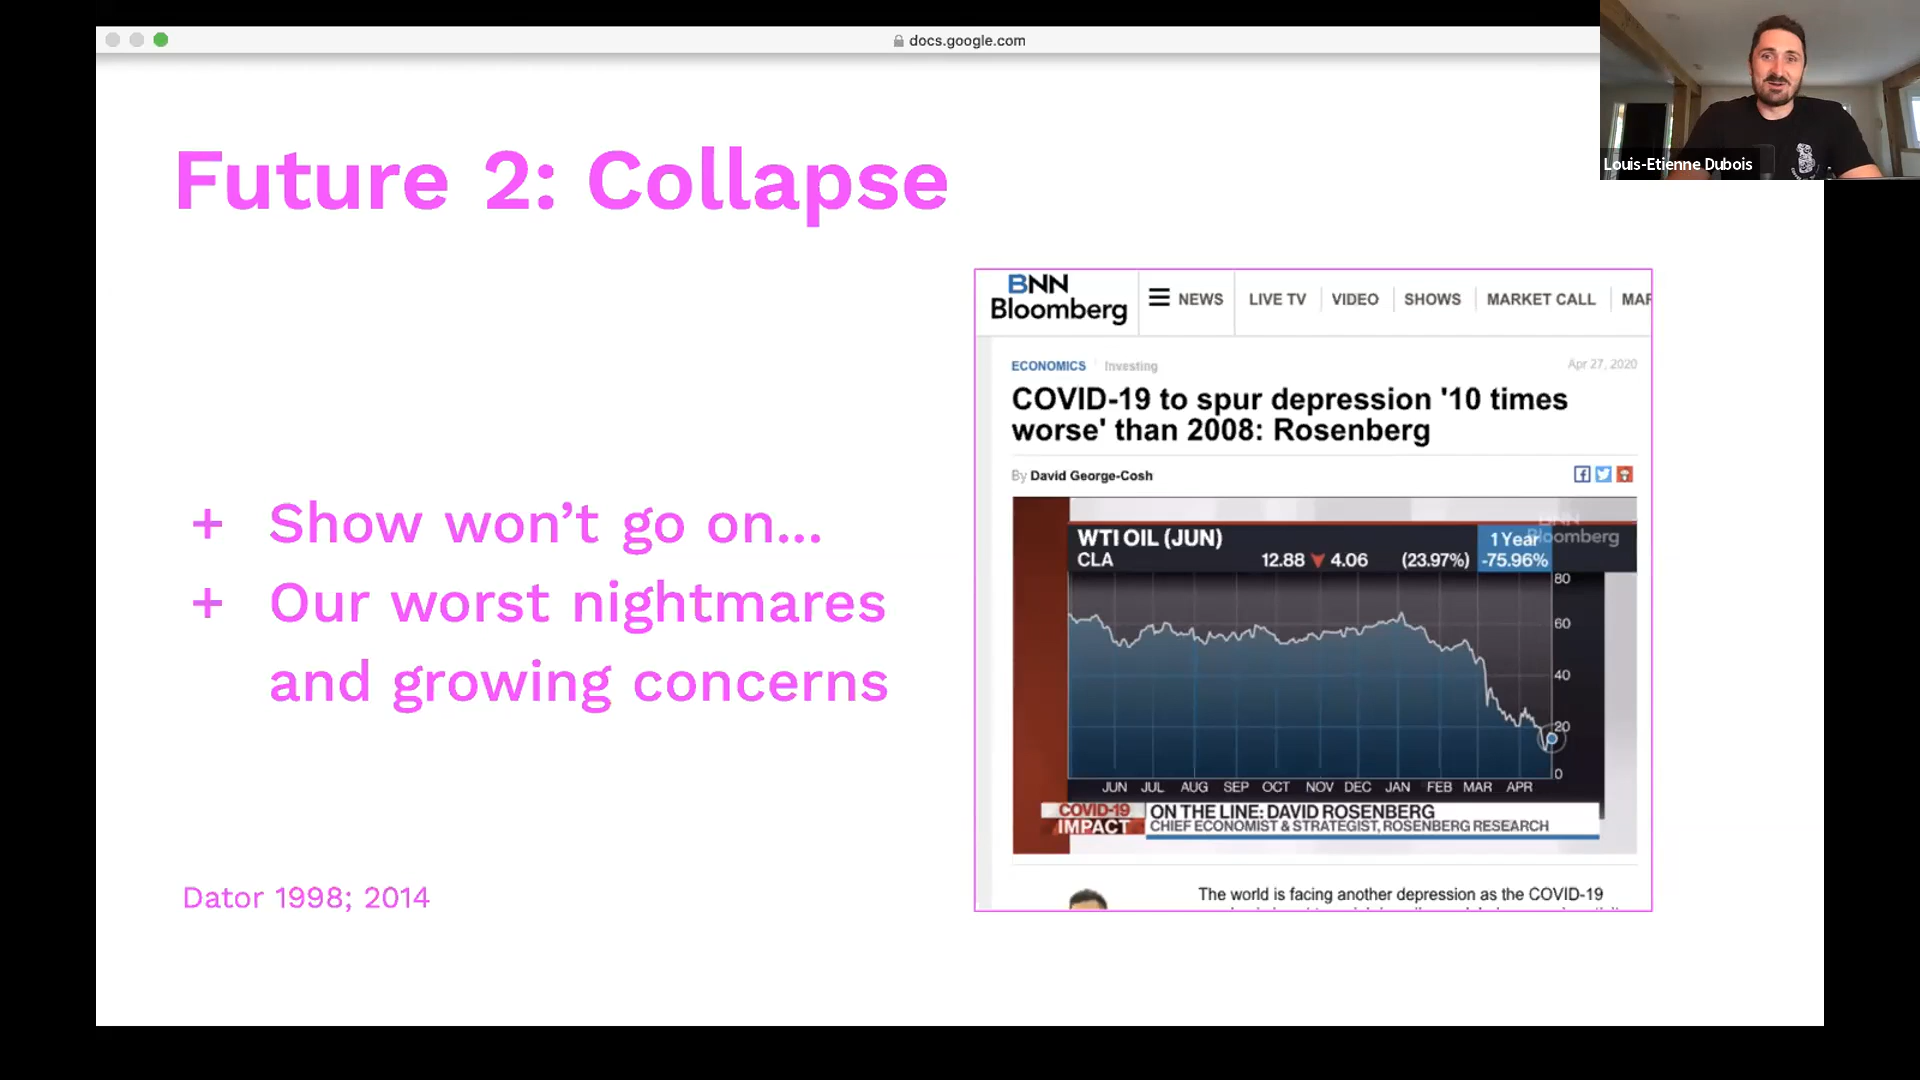 docs.google.com
Louis-Etienne Dubois
Future 2: Collapse
+ Show won’t go on...
+ Our worst nightmares
and growing concerns
Dator 1998; 2014
BNN
Bloomberg
NEWS
LIVE TV
VIDEO
SHOWS
MARKET CALL
MAR
ECONOMICS
Investing
Apr 27, 2020
COVID-19 to spur depression '10 times
worse' than 2008: Rosenberg
By David George-Cosh
BNN
Bloomberg
WTI OIL (JUN)
CLA 12.88 ▼ 4.06 (23.97%)
1 Year
-75.96%
80
60
40
20
0
JUN JUL AUG SEP OCT NOV DEC JAN FEB MAR APR
COVID-19
IMPACT
ON THE LINE: DAVID ROSENBERG
CHIEF ECONOMIST & STRATEGIST, ROSENBERG RESEARCH
The world is facing another depression as the COVID-19